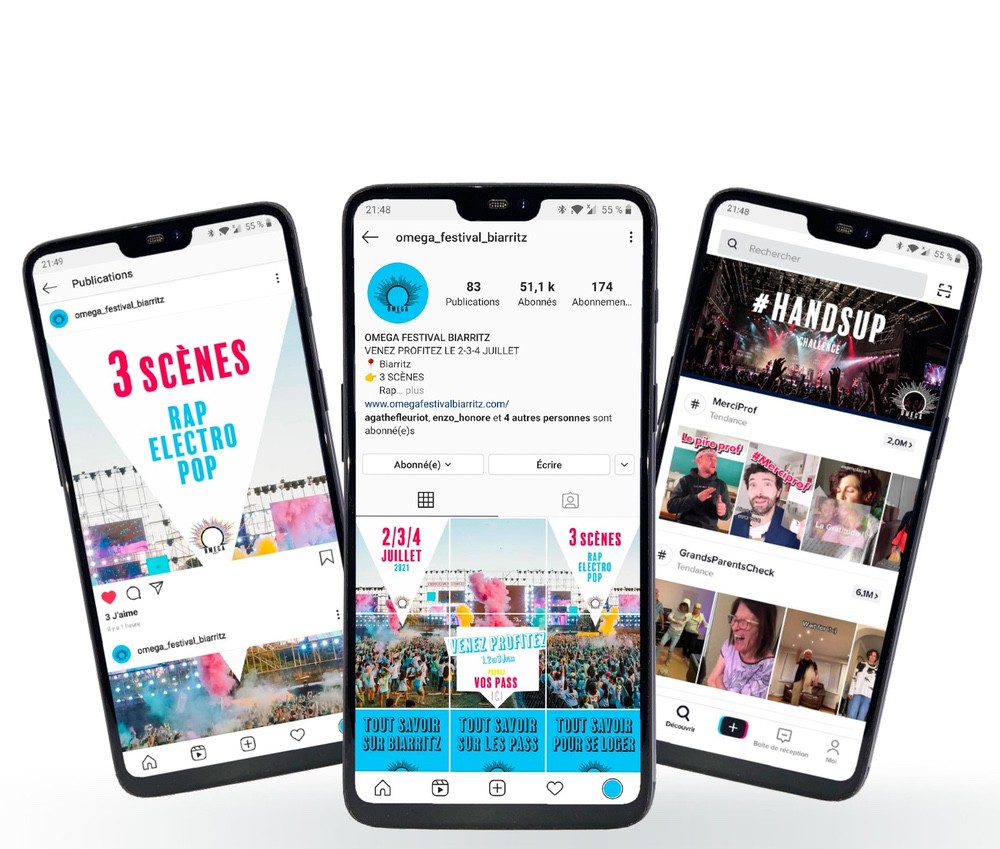 21:49
55 %
Publications
omega_festival_biarritz
3 SCÈNES
RAP
ELECTRO
POP
OMEGA
3 J'aime
il y a 1 heure
omega_festival_biarritz
21:48
55 %
omega_festival_biarritz
83
Publications
51,1 k
Abonnés
174
Abonnemen...
OMEGA
OMEGA FESTIVAL BIARRITZ
VENEZ PROFITEZ LE 2-3-4 JUILLET
Biarritz
3 SCÈNES
Rap... plus
www.omegafestivalbiarritz.com/
agathefleuriot, enzo_honore et 4 autres personnes sont
abonné(e)s
Abonné(e)
Écrire
2/3/4
JUILLET
2021
3 SCÈNES
RAP
ELECTRO
POP
VENEZ PROFITEZ
VOS PASS
ICI
TOUT SAVOIR
SUR BIARRITZ
TOUT SAVOIR
SUR LES PASS
TOUT SAVOIR
POUR SE LOGER
21:48
55 %
Rechercher
#HANDSUP
CHALLENGE
OMEGA
# MerciProf
Tendance
2,0M >
Le pire prof
#Merciprof
# GrandsParentsCheck
Tendance
6,1M >
Découvrir
Boîte de réception
Moi